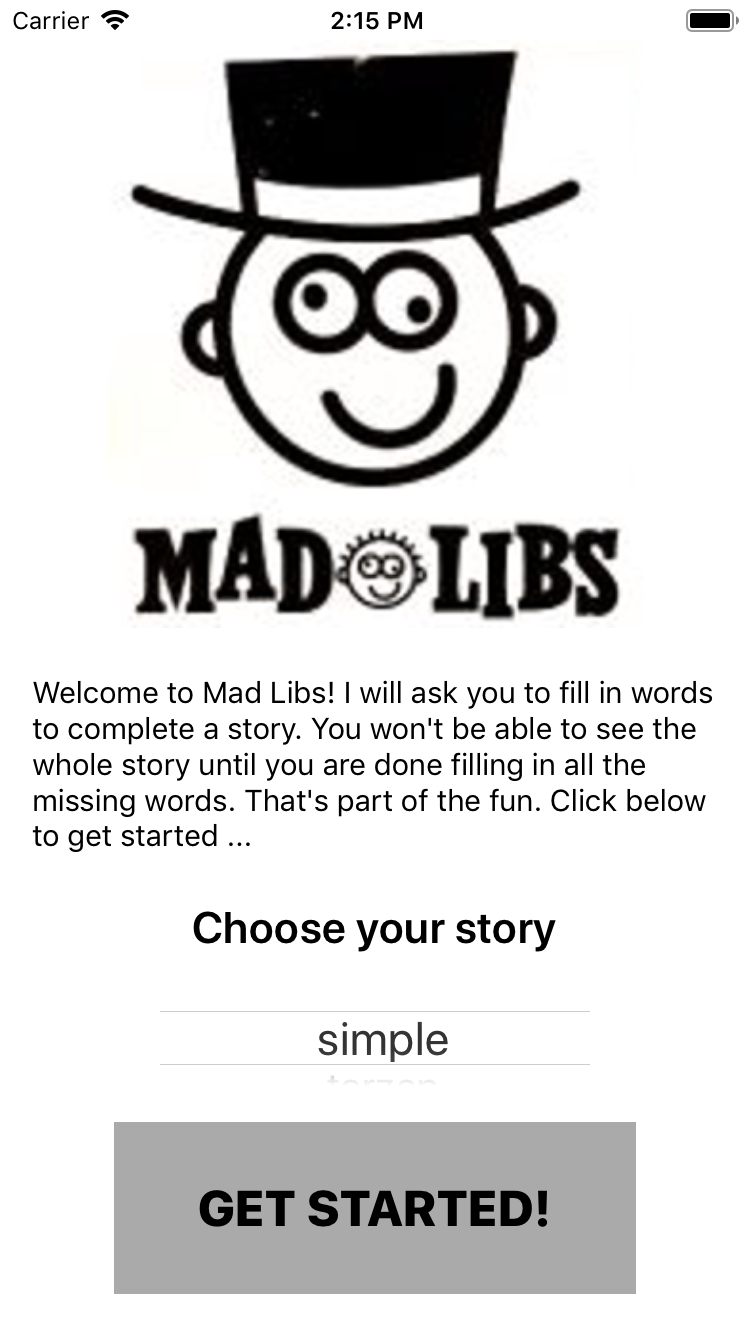 Carrier 2:15 PM
MAD LIBS
Welcome to Mad Libs! I will ask you to fill in words
to complete a story. You won't be able to see the
whole story until you are done filling in all the
missing words. That's part of the fun. Click below
to get started ...
Choose your story
simple
GET STARTED!